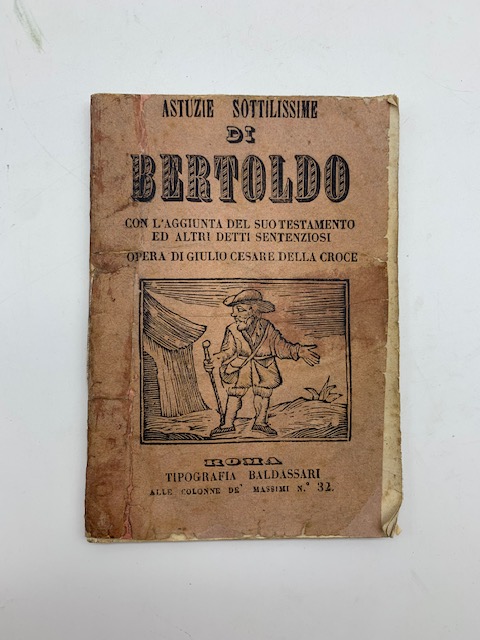 ASTUZIE SOTTILISSIME
DI
BERTOLDO
CON L'AGGIUNTA DEL SUO TESTAMENTO
ED ALTRI DETTI SENTENZIOSI
OPERA DI GIULIO CESARE DELLA CROCE
ROMA
TIPOGRAFIA BALDASSARI
ALLE COLONNE DE' MASSIMI N.° 32.